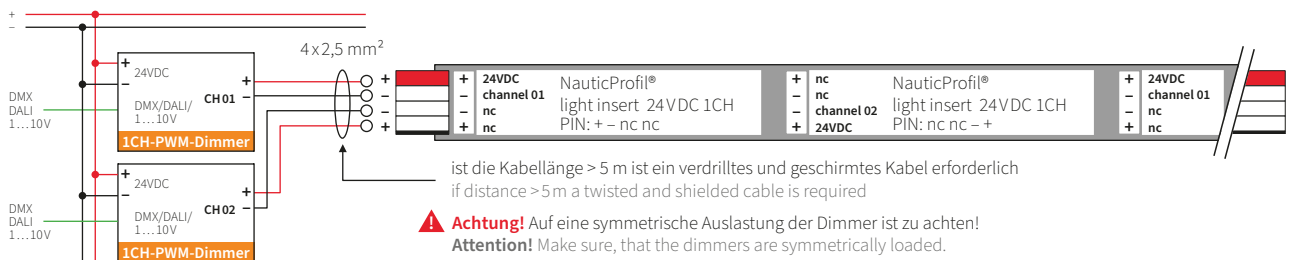 +
−
4 x 2,5 mm²
+
24VDC
−
DMX
DALI
1...10V
DMX/DALI/
1...10V
CH 01
+
−
1CH-PWM-Dimmer
+
−
−
+
+ 24VDC
− channel 01
− nc
+ nc
NauticProfil®
light insert 24 V DC 1CH
PIN: + – nc nc
+ nc
− nc
− channel 02
+ 24VDC
NauticProfil®
light insert 24 V DC 1CH
PIN: nc nc – +
+ 24VDC
− channel 01
− nc
+ nc
ist die Kabellänge > 5 m ist ein verdrilltes und geschirmtes Kabel erforderlich
if distance > 5 m a twisted and shielded cable is required
+
24VDC
−
DMX
DALI
1...10V
DMX/DALI/
1...10V
CH 02
+
−
1CH-PWM-Dimmer
! Achtung! Auf eine symmetrische Auslastung der Dimmer ist zu achten!
Attention! Make sure, that the dimmers are symmetrically loaded.